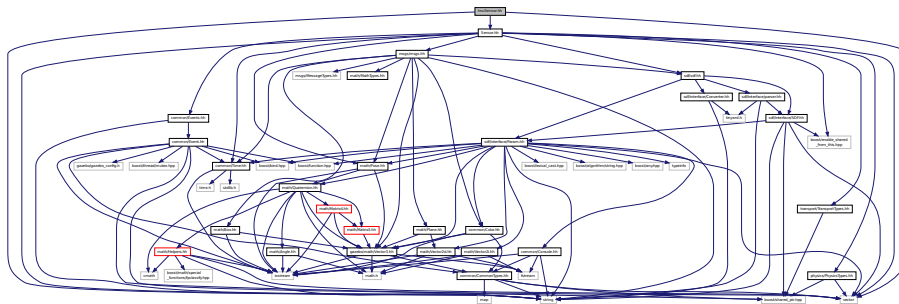 Sensor.hh
msgs/msgs.hh
msgs/MessageTypes.hh
math/MathTypes.hh
sdf/sdf.hh
sdf/interface/Converter.hh
sdf/interface/parser.hh
common/Events.hh
tinyxml.h
sdf/interface/SDF.hh
common/Event.hh
sdf/interface/Param.hh
boost/enable_shared
_from_this.hpp
gazebo/gazebo_config.h
boost/thread/mutex.hpp
common/Time.hh
boost/bind.hpp
boost/function.hpp
math/Pose.hh
boost/lexical_cast.hpp
boost/algorithm/string.hpp
boost/any.hpp
typeinfo
time.h
stdlib.h
math/Quaternion.hh
math/Matrix4.hh
transport/TransportTypes.hh
math/Box.hh
math/Matrix3.hh
math/Plane.hh
common/Color.hh
math/Helpers.hh
math/Angle.hh
gazebo/math/Vector3.hh
math/Vector2d.hh
math/Vector2i.hh
common/Console.hh
cmath
boost/math/special
_functions/fpclassify.hpp
iostream
math.h
fstream
common/CommonTypes.hh
physics/PhysicsTypes.hh
map
string
boost/shared_ptr.hpp
vector